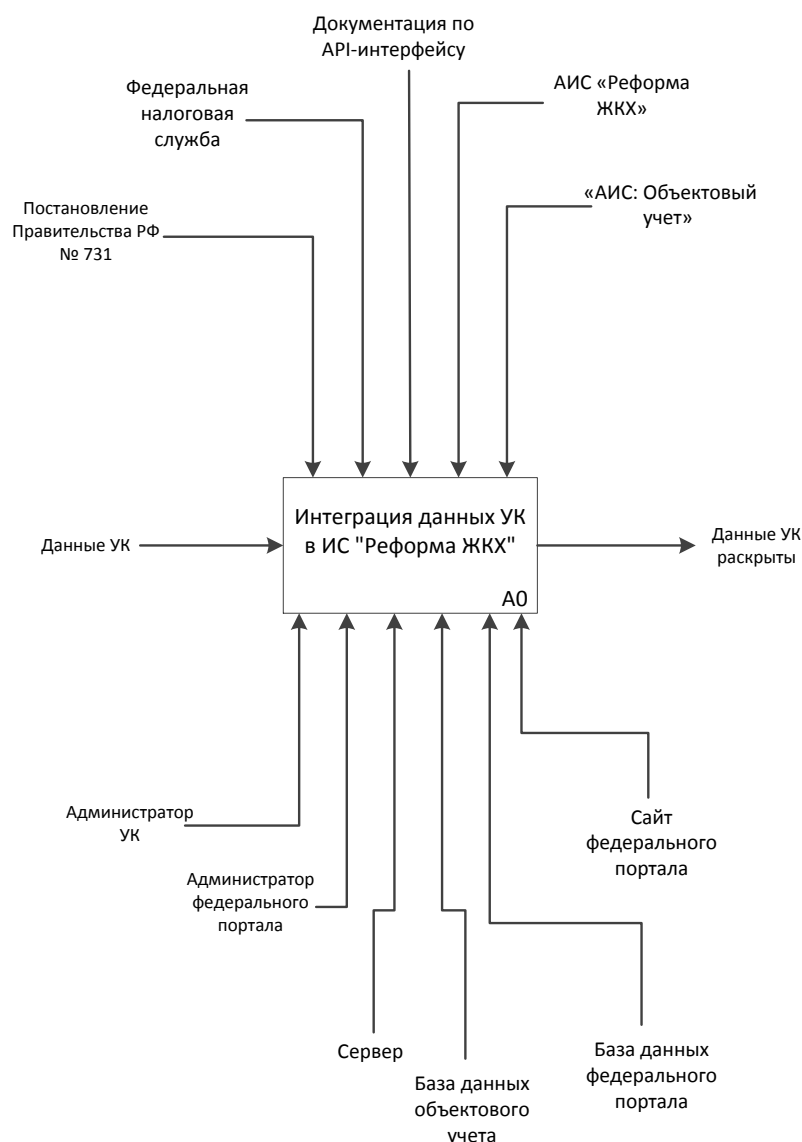 Документация по
API-интерфейсу
Федеральная
налоговая
служба
АИС «Реформа
ЖКХ»
Постановление
Правительства РФ
№ 731
«АИС: Объектовый
учет»
Данные УК
Интеграция данных УК
в ИС "Реформа ЖКХ"
A0
Данные УК
раскрыты
Администратор
УК
Администратор
федерального
портала
Сервер
База данных
объектового
учета
База данных
федерального
портала
Сайт
федерального
портала